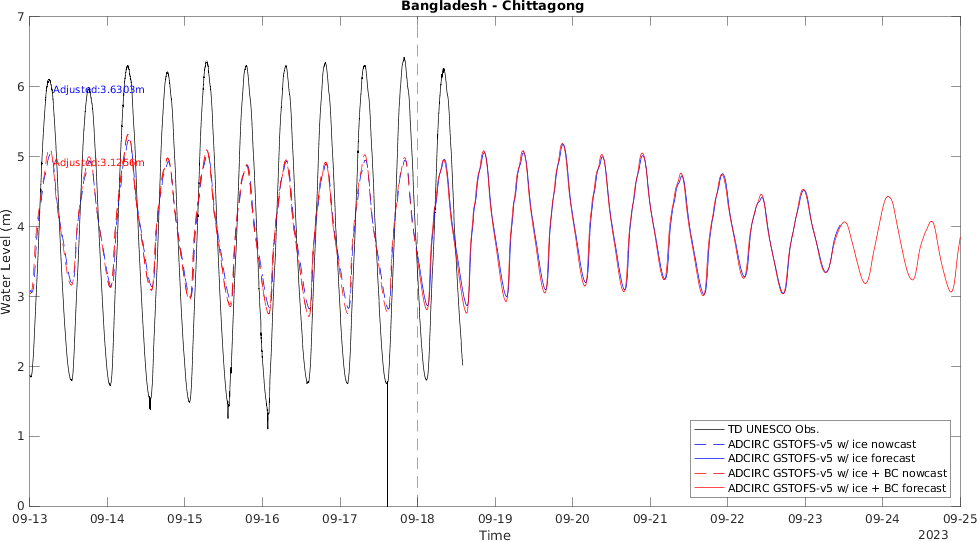 Bangladesh - Chittagong
7
6
5
4
3
2
1
0
Water Level (m)
Adjusted:3.6303m
Adjusted:3.1256m
TD UNESCO Obs.
ADCIRC GSTOFS-v5 w/ ice nowcast
ADCIRC GSTOFS-v5 w/ ice forecast
ADCIRC GSTOFS-v5 w/ ice + BC nowcast
ADCIRC GSTOFS-v5 w/ ice + BC forecast
09-13 09-14 09-15 09-16 09-17 09-18 09-19 09-20 09-21 09-22 09-23 09-24 09-25
Time
2023